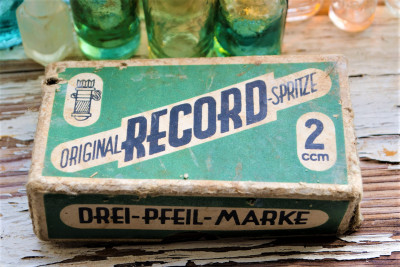 ORIGINAL RECORD-SPRITZE
2
ccm
DREI-PFEIL-MARKE